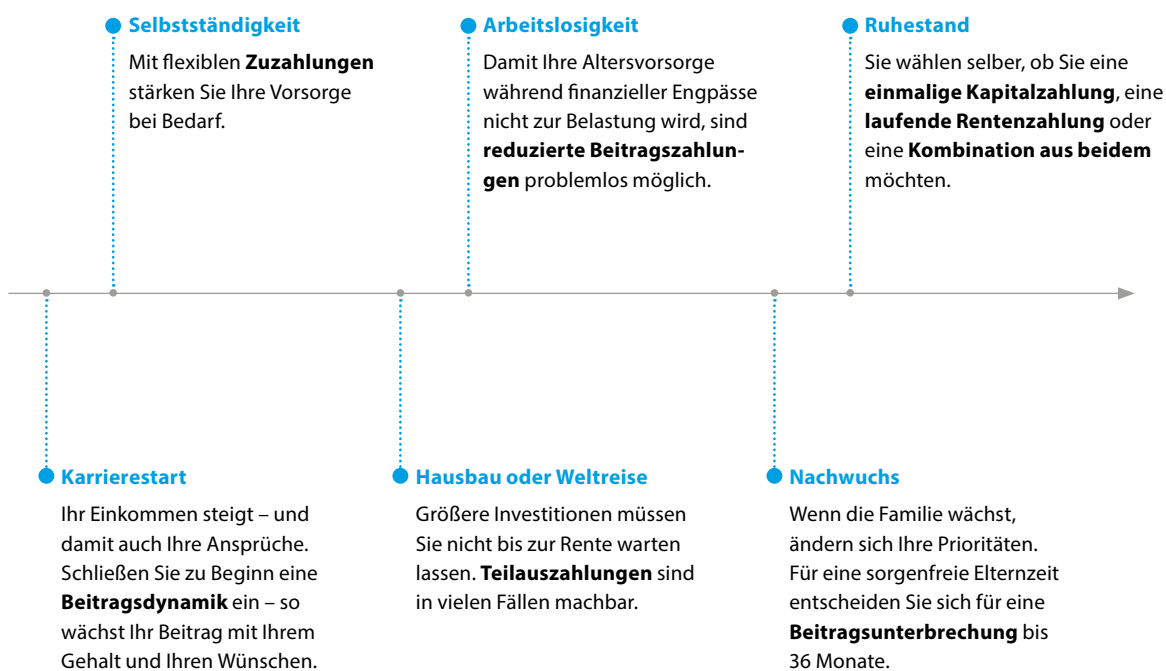 Selbstständigkeit
Mit flexiblen Zuzahlungen
stärken Sie Ihre Vorsorge
bei Bedarf.
Arbeitslosigkeit
Damit Ihre Altersvorsorge
während finanzieller Engpässe
nicht zur Belastung wird, sind
reduzierte Beitragszahlun-
gen problemlos möglich.
Ruhestand
Sie wählen selber, ob Sie eine
einmalige Kapitalzahlung, eine
laufende Rentenzahlung oder
eine Kombination aus beidem
möchten.
Karrierestart
Ihr Einkommen steigt – und
damit auch Ihre Ansprüche.
Schließen Sie zu Beginn eine
Beitragsdynamik ein – so
wächst Ihr Beitrag mit Ihrem
Gehalt und Ihren Wünschen.
Hausbau oder Weltreise
Größere Investitionen müssen
Sie nicht bis zur Rente warten
lassen. Teilauszahlungen sind
in vielen Fällen machbar.
Nachwuchs
Wenn die Familie wächst,
ändern sich Ihre Prioritäten.
Für eine sorgenfreie Elternzeit
entscheiden Sie sich für eine
Beitragsunterbrechung bis
36 Monate.